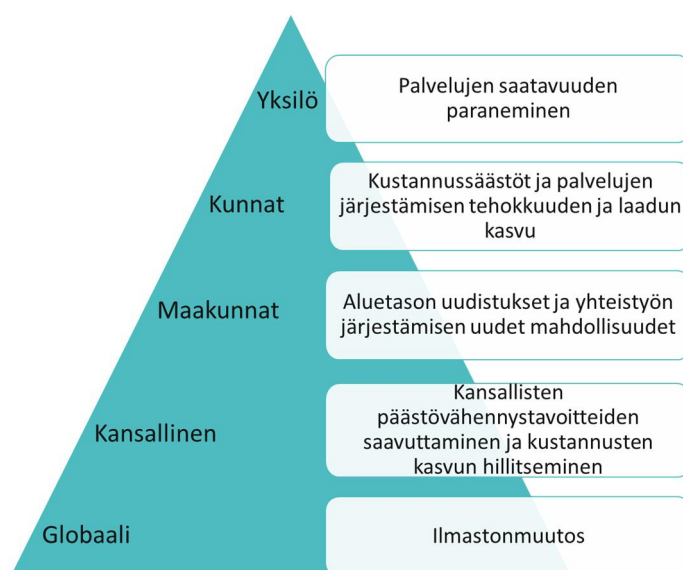 Yksilö
Palvelujen saatavuuden
paraneminen
Kunnat
Kustannussäästöt ja palvelujen
järjestämisen tehokkuuden ja laadun
kasvu
Maakunnat
Aluetason uudistukset ja yhteistyön
järjestämisen uudet mahdollisuudet
Kansallinen
Kansallisten
päästövähennystavoitteiden
saavuttaminen ja kustannusten
kasvun hillitseminen
Globaali
Ilmastonmuutos